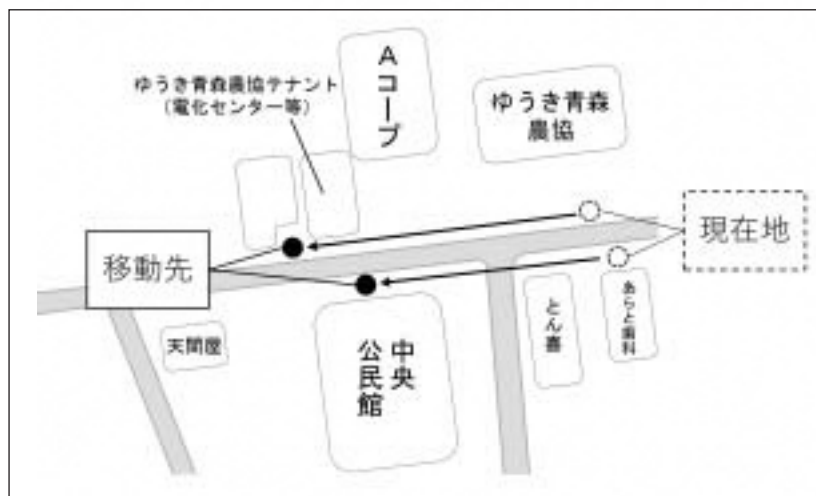 Aコープ
ゆうき青森農協テナント
（電化センター等）
ゆうき青森
農協
移動先
現在地
天間屋
中央
公民館
とん喜
あらと歯科